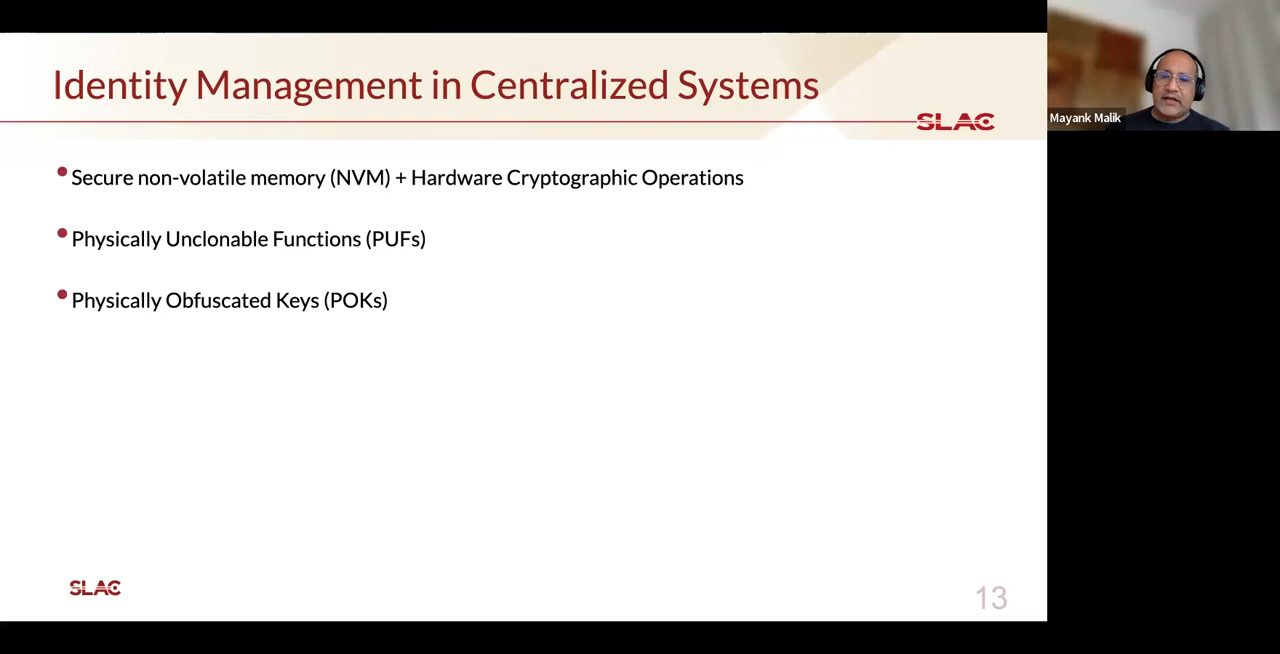 Identity Management in Centralized Systems
SLAC
Mayank Malik
•Secure non-volatile memory (NVM) + Hardware Cryptographic Operations
•Physically Unclonable Functions (PUFs)
•Physically Obfuscated Keys (POKs)
SLAC
13